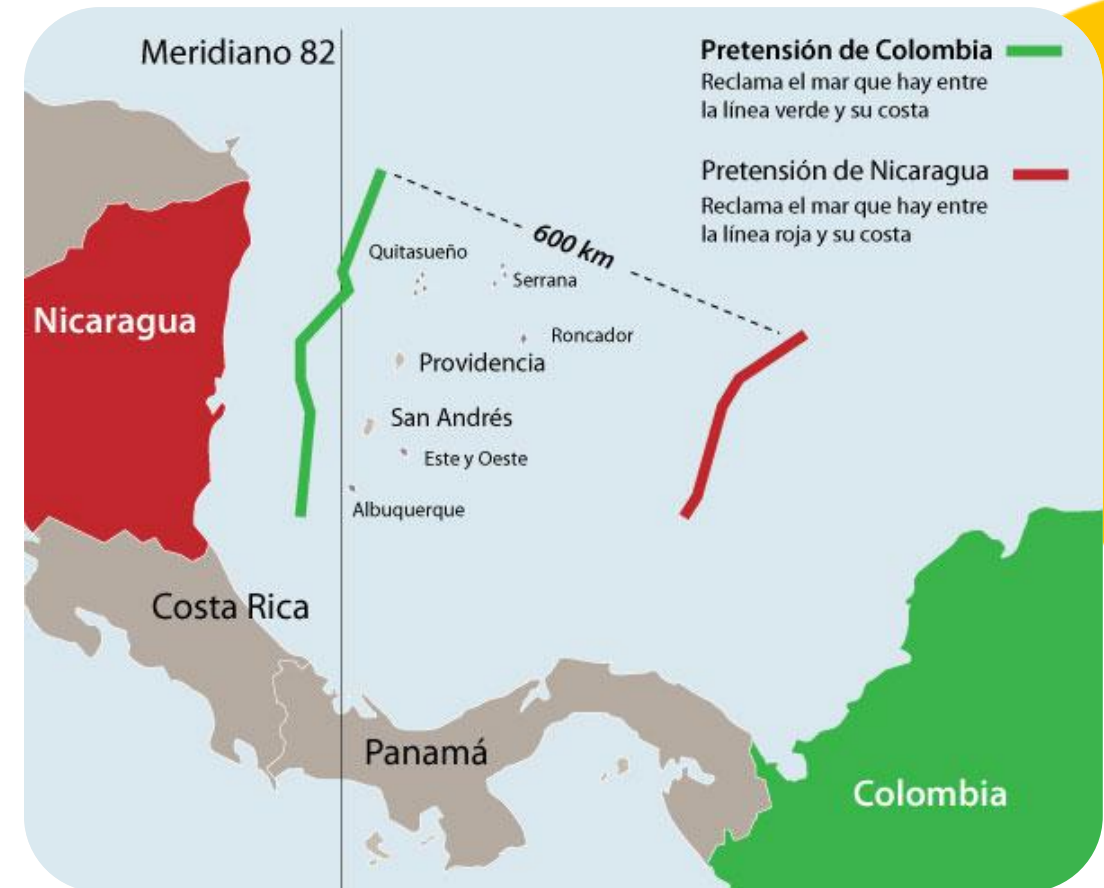 Meridiano 82
Pretensión de Colombia
Reclama el mar que hay entre
la línea verde y su costa
Pretensión de Nicaragua
Reclama el mar que hay entre
la línea roja y su costa
600 km
Quitasueño
Serrana
Nicaragua
Roncador
Providencia
San Andrés
Este y Oeste
Albuquerque
Costa Rica
Panamá
Colombia